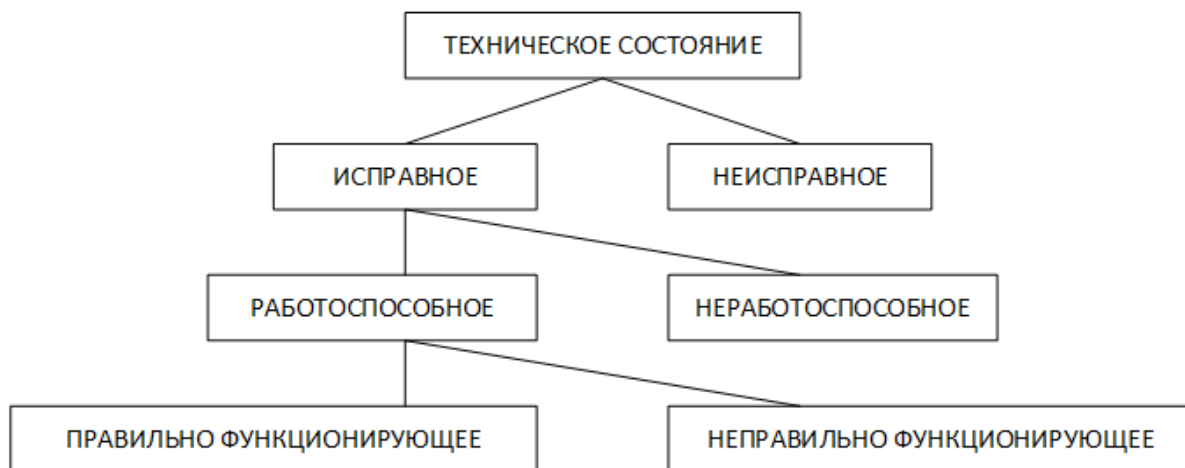 ТЕХНИЧЕСКОЕ СОСТОЯНИЕ
ИСПРАВНОЕ
НЕИСПРАВНОЕ
РАБОТОСПОСОБНОЕ
НЕРАБОТОСПОСОБНОЕ
ПРАВИЛЬНО ФУНКЦИОНИРУЮЩЕЕ
НЕПРАВИЛЬНО ФУНКЦИОНИРУЮЩЕЕ